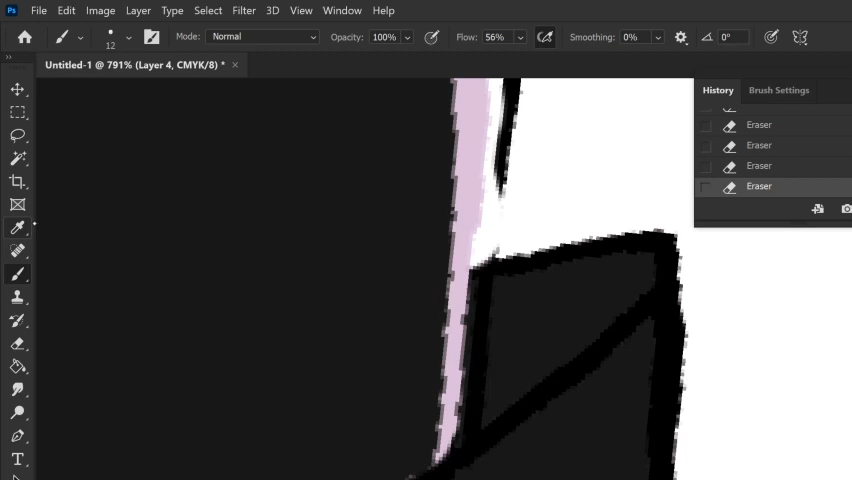 Ps File Edit Image Layer Type Select Filter 3D View Window Help
12 Mode: Normal Opacity: 100% Flow: 56% Smoothing: 0% 0°
Untitled-1 @ 791% (Layer 4, CMYK/8) * ×
History Brush Settings
Eraser
Eraser
Eraser
Eraser
T